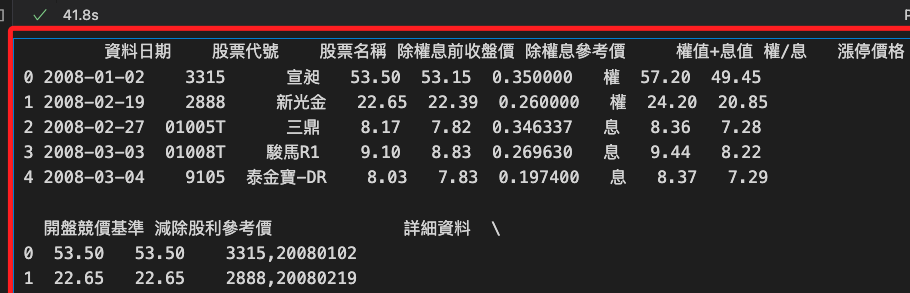 41.8s
資料日期 股票代號 股票名稱 除權息前收盤價 除權息參考價 權值+息值 權/息 漲停價格
0 2008-01-02 3315 宣昶 53.50 53.15 0.350000 權 57.20 49.45
1 2008-02-19 2888 新光金 22.65 22.39 0.260000 權 24.20 20.85
2 2008-02-27 01005T 三鼎 8.17 7.82 0.346337 息 8.36 7.28
3 2008-03-03 01008T 駿馬R1 9.10 8.83 0.269630 息 9.44 8.22
4 2008-03-04 9105 泰金寶-DR 8.03 7.83 0.197400 息 8.37 7.29
開盤競價基準 減除股利參考價 詳細資料 \
0 53.50 53.50 3315,20080102
1 22.65 22.65 2888,20080219